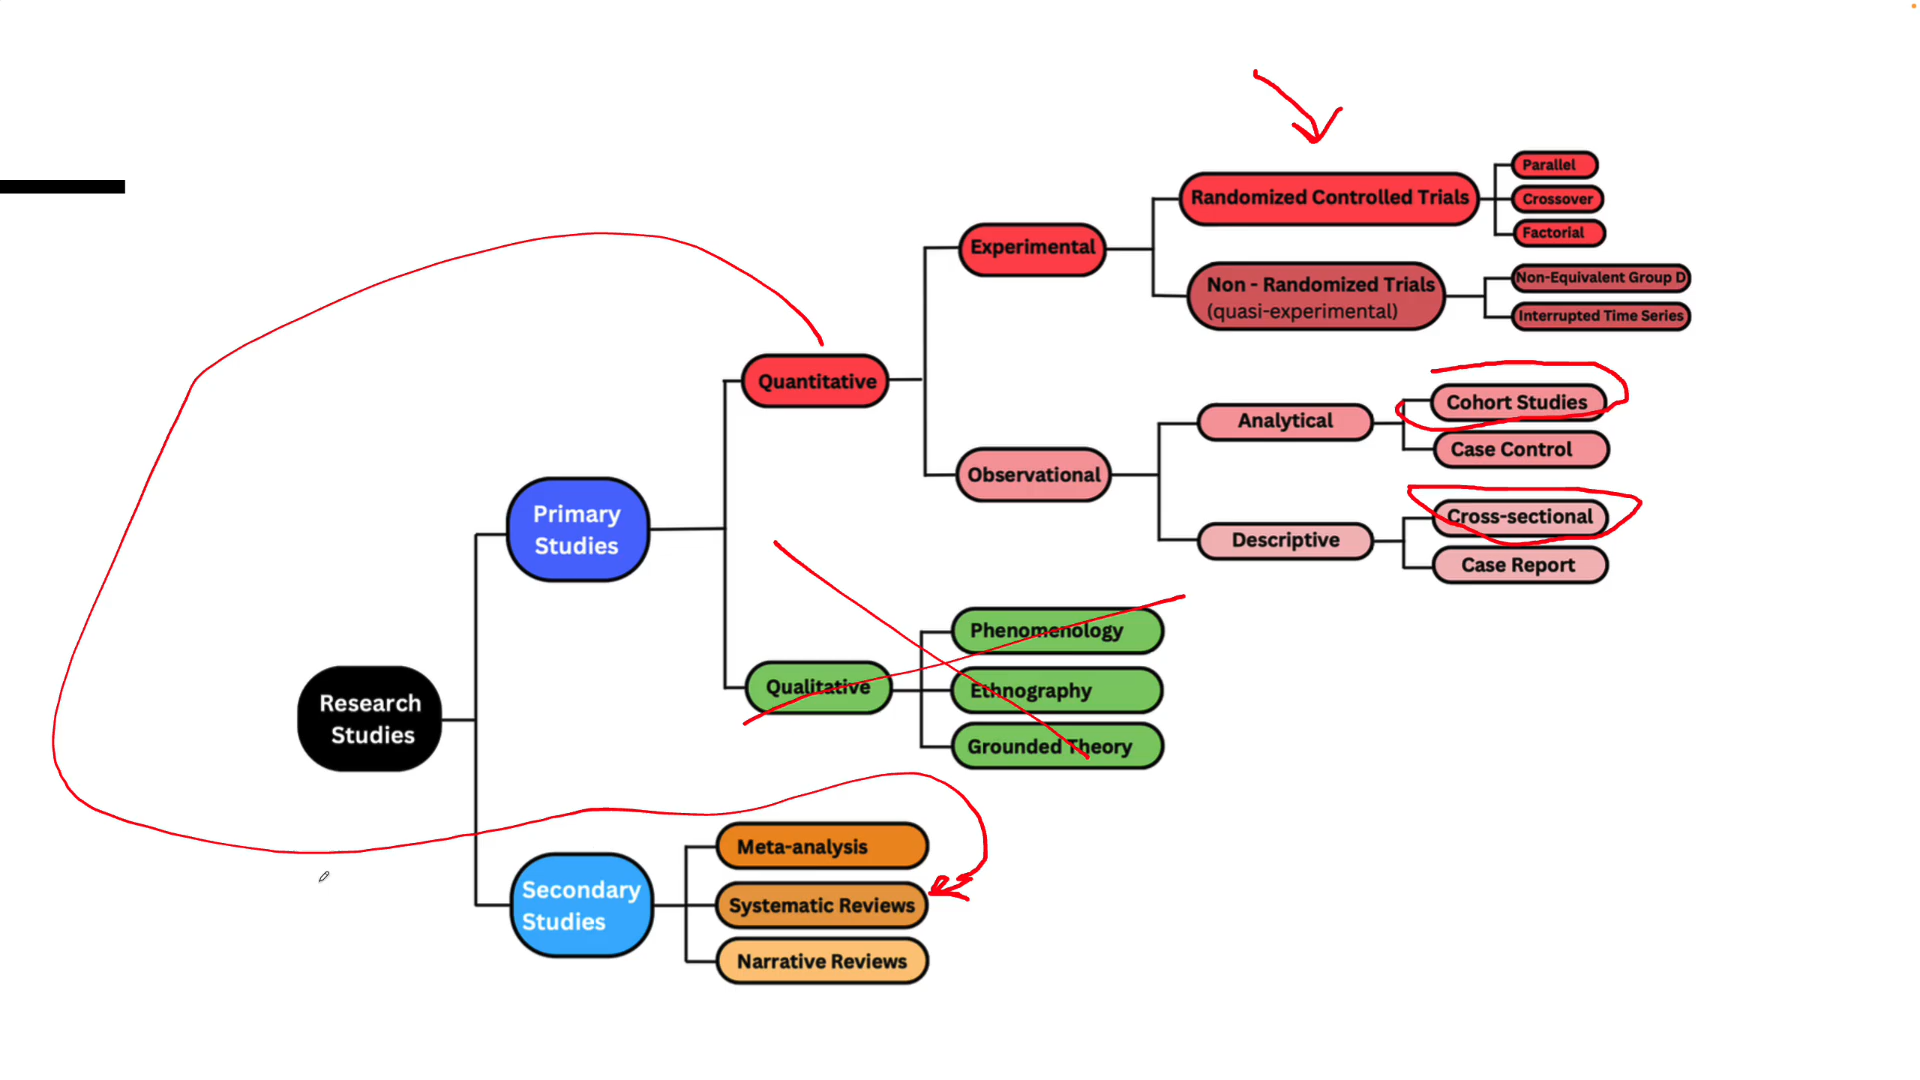 Research
Studies
Primary
Studies
Quantitative
Experimental
Randomized Controlled Trials
Parallel
Crossover
Factorial
Non - Randomized Trials
(quasi-experimental)
Non-Equivalent Group D
Interrupted Time Series
Observational
Analytical
Cohort Studies
Case Control
Descriptive
Cross-sectional
Case Report
Qualitative
Phenomenology
Ethnography
Grounded Theory
Secondary
Studies
Meta-analysis
Systematic Reviews
Narrative Reviews